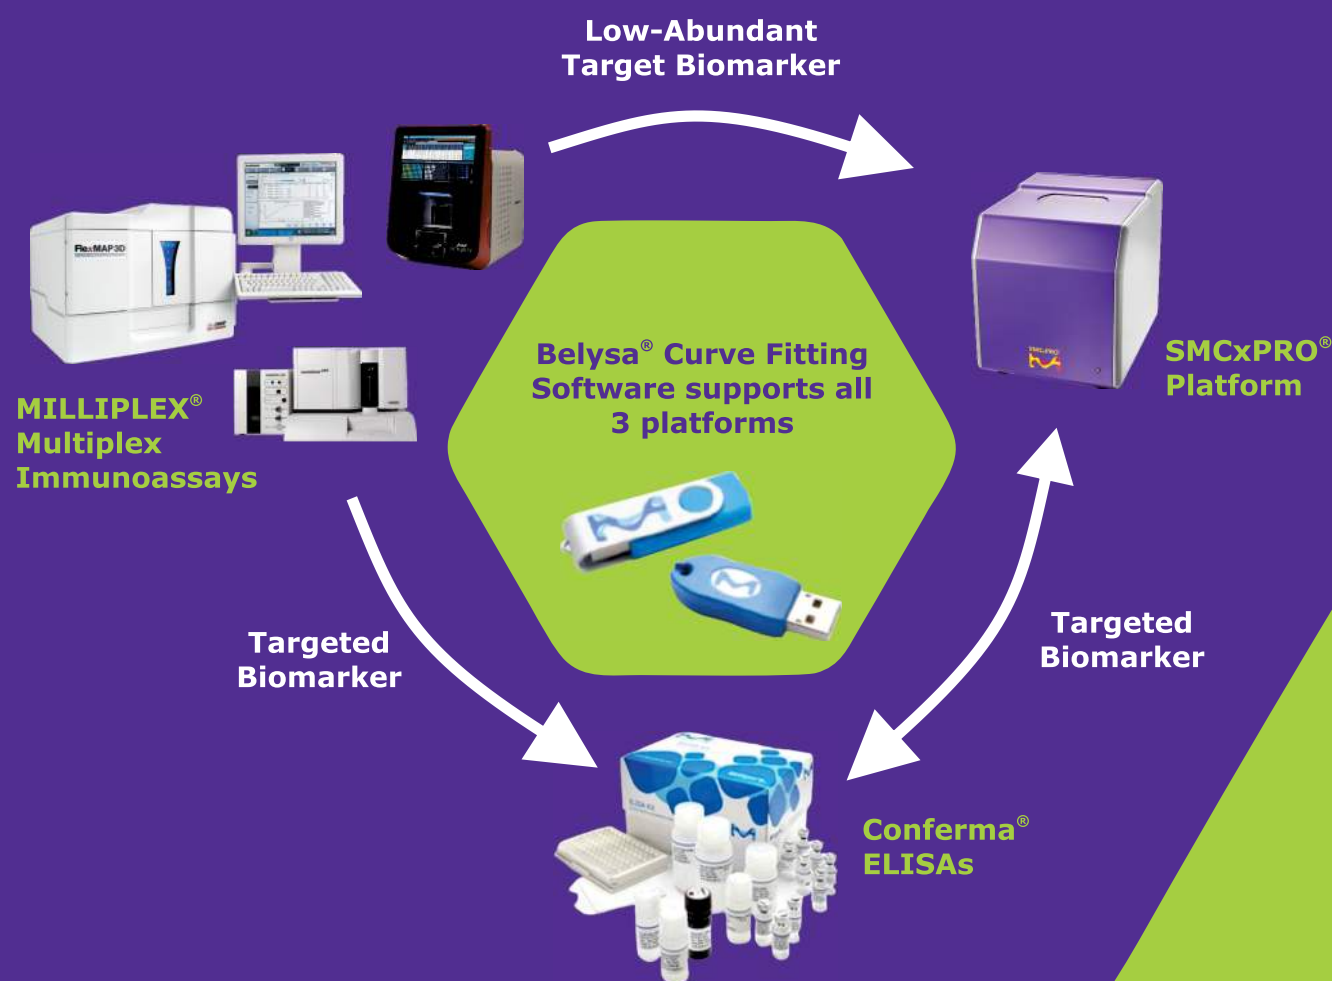 Low-Abundant
Target Biomarker
FlexMAP3D
MILLIPLEX®
Multiplex
Immunoassays
Belysa® Curve Fitting
Software supports all
3 platforms
SMCxPRO®
Platform
Targeted
Biomarker
Targeted
Biomarker
Conferma®
ELISAs